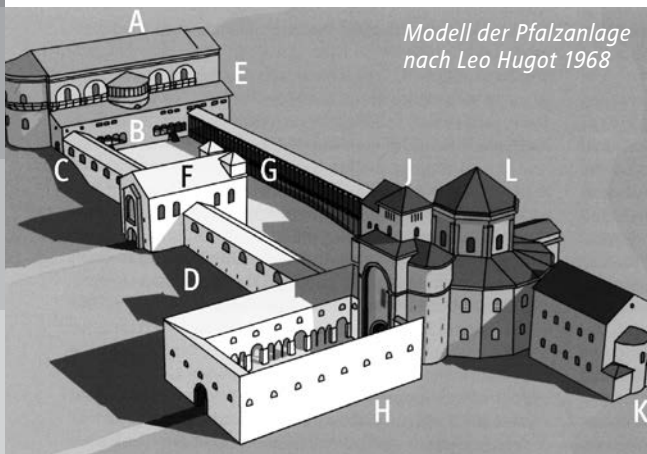 Modell der Pfalzanlage
nach Leo Hugot 1968
A
E
B
C
F
G
J
L
D
H
K